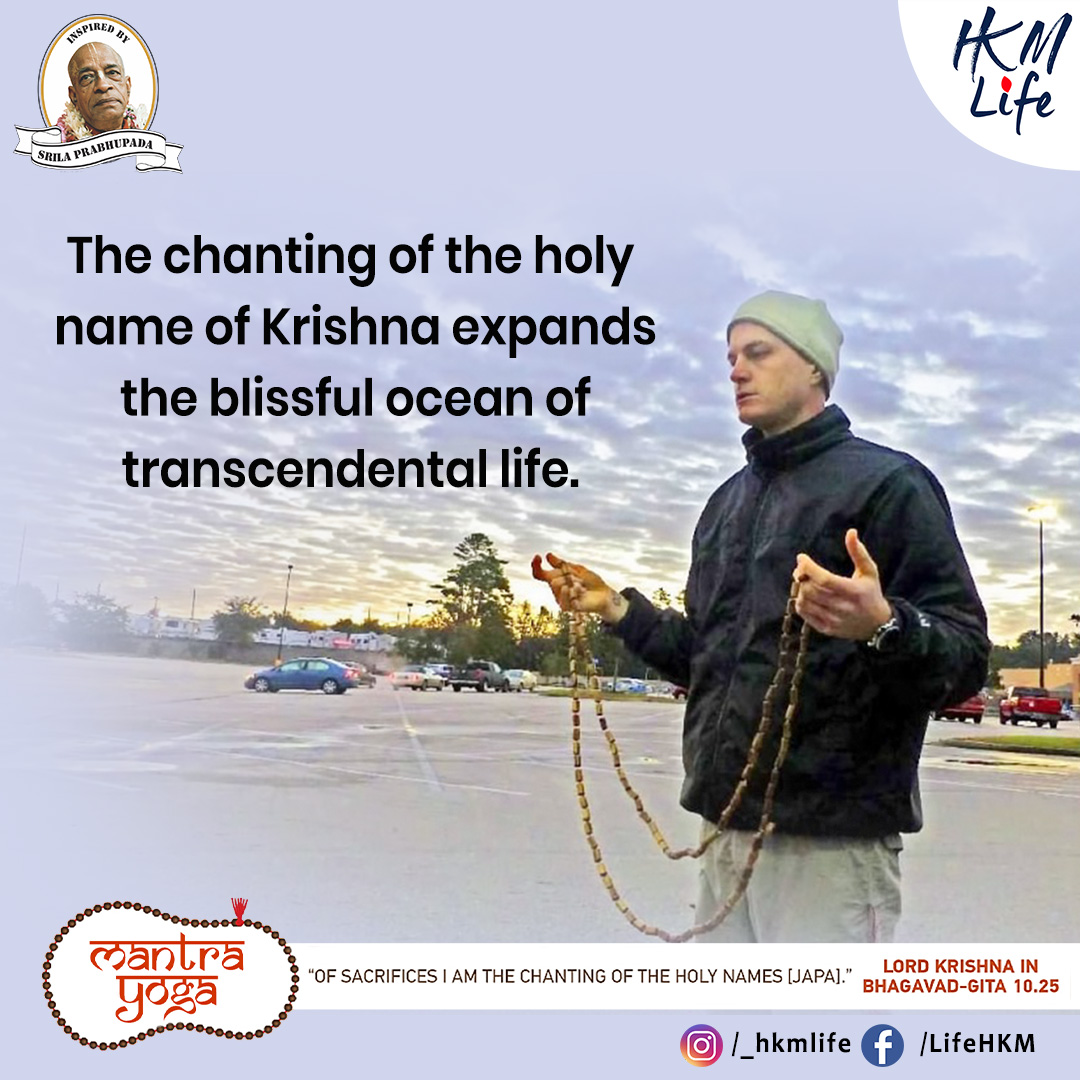 INSPIRED BY
SRILA PRABHUPADA
HKM
Life
The chanting of the holy
name of Krishna expands
the blissful ocean of
transcendental life.
mantra
yoga
“OF SACRIFICES I AM THE CHANTING OF THE HOLY NAMES [JAPA].”
LORD KRISHNA IN
BHAGAVAD-GITA 10.25
/_hkmlife
/LifeHKM